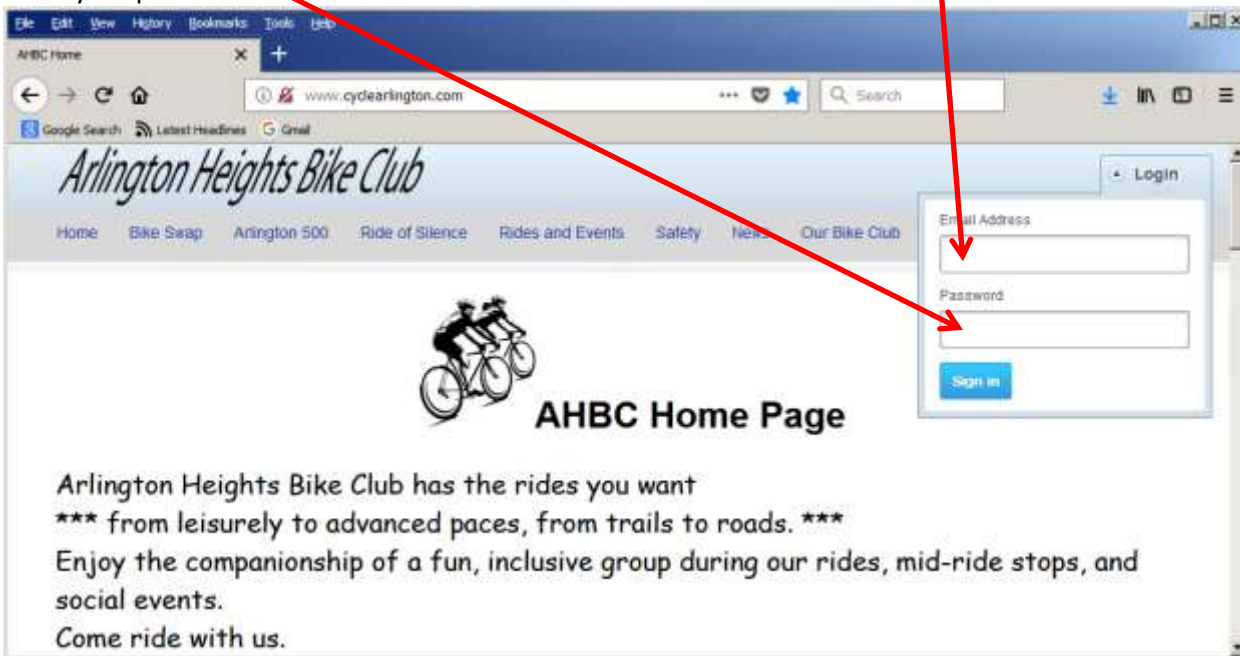 File Edit View History Bookmarks Tools Help
AHBC Home
www.cyclearlington.com
Search
Google Search Latest Headlines Gmail
Arlington Heights Bike Club
Login
Home Bike Swap Arlington 500 Ride of Silence Rides and Events Safety News Our Bike Club
Email Address
Password
Sign in
AHBC Home Page
Arlington Heights Bike Club has the rides you want
*** from leisurely to advanced paces, from trails to roads. ***
Enjoy the companionship of a fun, inclusive group during our rides, mid-ride stops, and
social events.
Come ride with us.